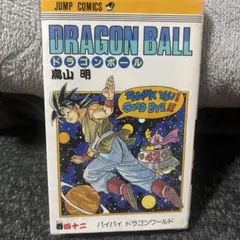 JUMP COMICS
DRAGON BALL
ドラゴンボール
鳥山 明
THANK YOU!
GOOD BYE!!
42
巻四十二
バイバイ ドラゴンワールド